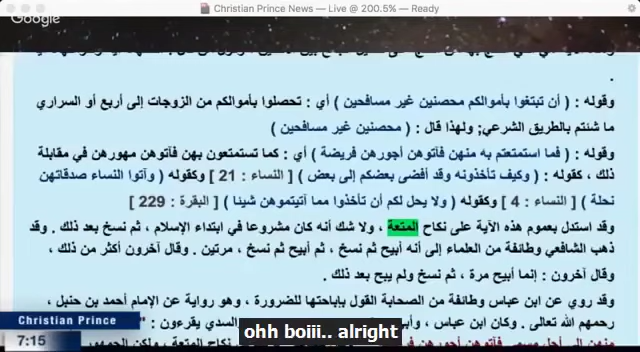 Christian Prince News — Live @ 200.5% — Ready
Google
وقوله : ( أن تبتغوا بأموالكم محصنين غير مسافحين ) أي : تحصلوا بأموالكم من الزوجات إلى أربع أو السراري
ما شئتم بالطريق الشرعي; ولهذا قال : ( محصنين غير مسافحين )
وقوله : ( فما استمتعتم به منهن فآتوهن أجورهن فريضة ) أي : كما تستمتعون بهن فآتوهن مهورهن في مقابلة
ذلك ، كقوله : ( وكيف تأخذونه وقد أفضى بعضكم إلى بعض ) [ النساء : 21 ] وكقوله ( وآتوا النساء صدقاتهن
نحلة ) [ النساء : 4 ] وكقوله ( ولا يحل لكم أن تأخذوا مما آتيتموهن شيئا ) [ البقرة : 229 ]
وقد استدل بعموم هذه الآية على نكاح المتعة ، ولا شك أنه كان مشروعا في ابتداء الإسلام ، ثم نسخ بعد ذلك . وقد
ذهب الشافعي وطائفة من العلماء إلى أنه أبيح ثم نسخ ، ثم أبيح ثم نسخ ، مرتين . وقال آخرون أكثر من ذلك ،
وقال آخرون : إنما أبيح مرة ، ثم نسخ ولم يبح بعد ذلك .
وقد روي عن ابن عباس وطائفة من الصحابة القول بإباحتها للضرورة ، وهو رواية عن الإمام أحمد بن حنبل ،
رحمهم الله تعالى . وكان ابن عباس ، وأبي السدي يقرءون : "
Christian Prince
7:15
ohh boiii.. alright